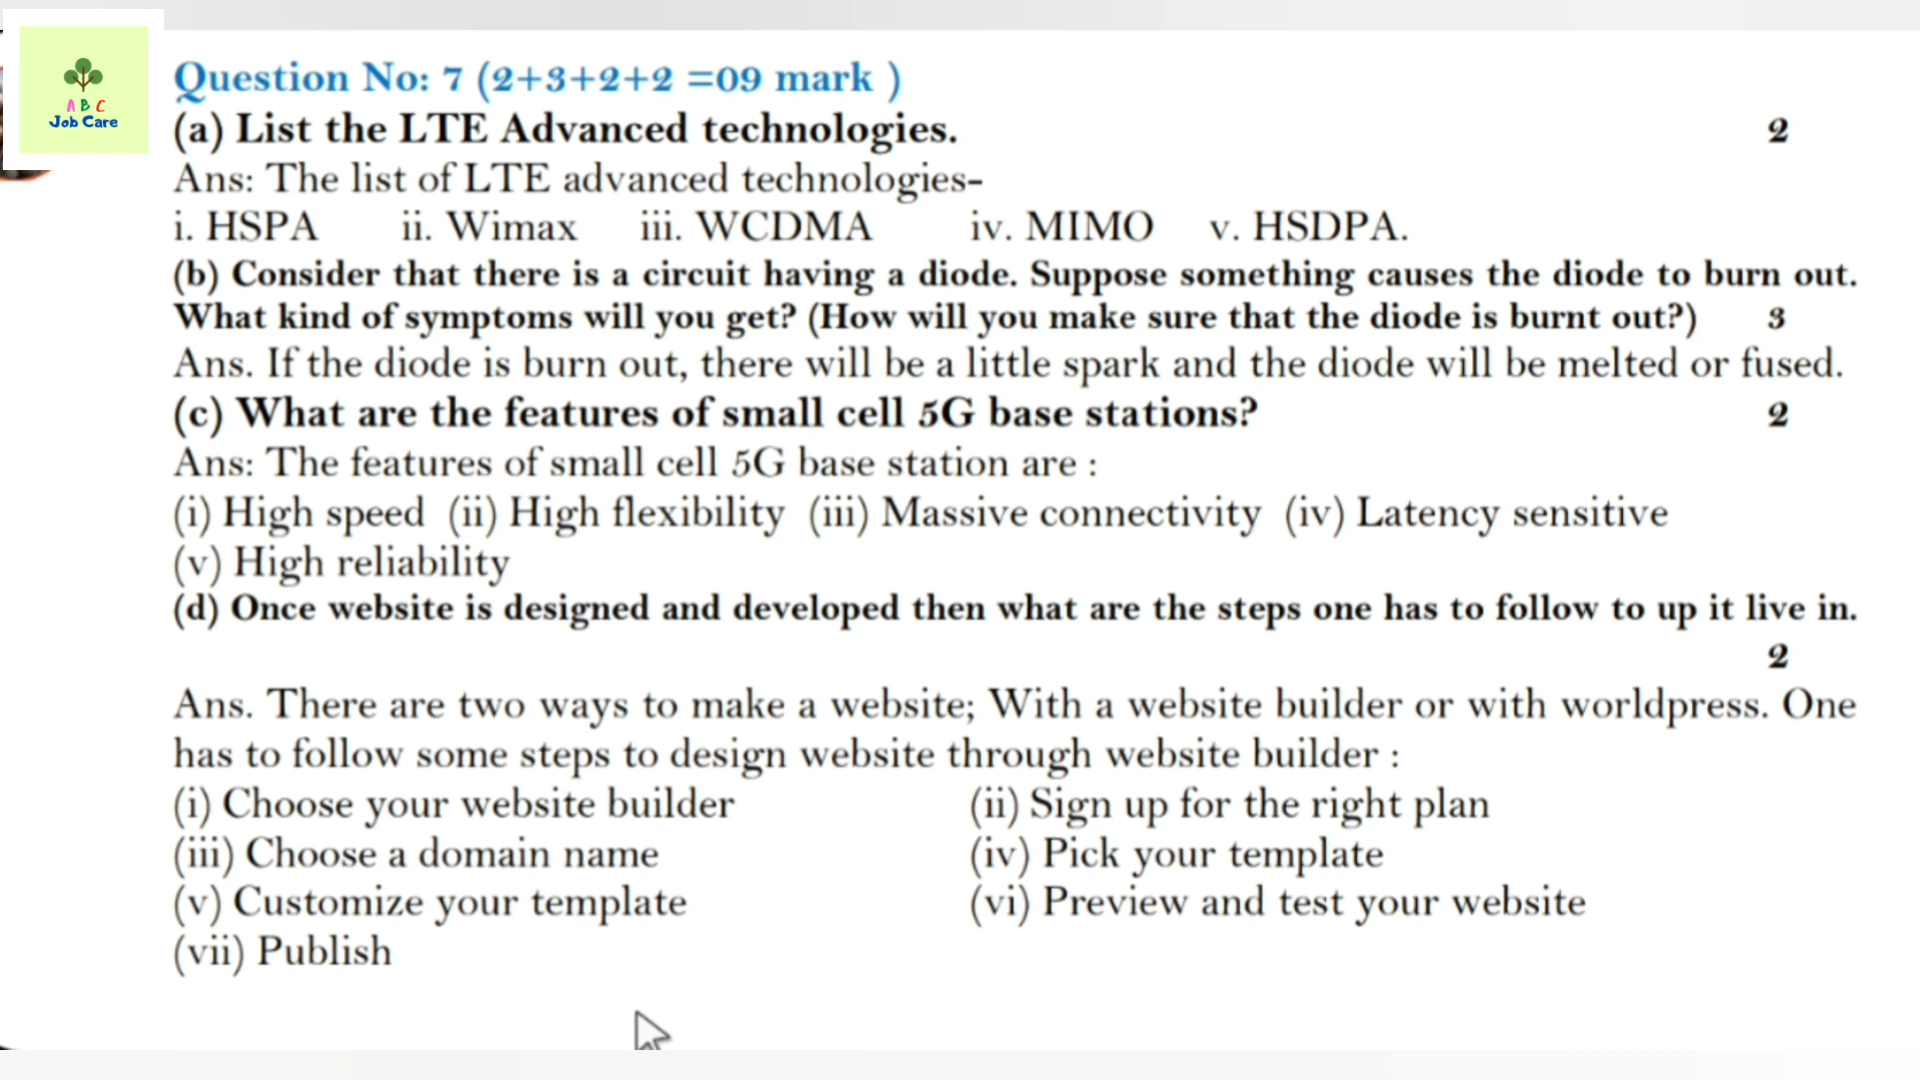 A B C
Job Care
Question No: 7 (2+3+2+2 =09 mark )
(a) List the LTE Advanced technologies. 2
Ans: The list of LTE advanced technologies-
i. HSPA ii. Wimax iii. WCDMA iv. MIMO v. HSDPA.
(b) Consider that there is a circuit having a diode. Suppose something causes the diode to burn out.
What kind of symptoms will you get? (How will you make sure that the diode is burnt out?) 3
Ans. If the diode is burn out, there will be a little spark and the diode will be melted or fused.
(c) What are the features of small cell 5G base stations? 2
Ans: The features of small cell 5G base station are :
(i) High speed (ii) High flexibility (iii) Massive connectivity (iv) Latency sensitive
(v) High reliability
(d) Once website is designed and developed then what are the steps one has to follow to up it live in.
2
Ans. There are two ways to make a website; With a website builder or with worldpress. One
has to follow some steps to design website through website builder :
(i) Choose your website builder (ii) Sign up for the right plan
(iii) Choose a domain name (iv) Pick your template
(v) Customize your template (vi) Preview and test your website
(vii) Publish